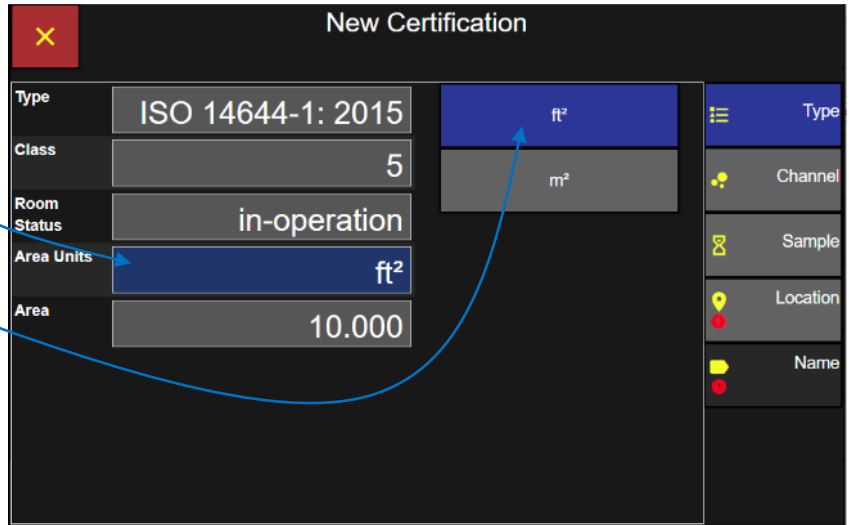 New Certification
Type
ISO 14644-1: 2015
Class
5
Room
Status
in-operation
Area Units
ft²
Area
10.000
ft²
m²
Type
Channel
Sample
Location
Name